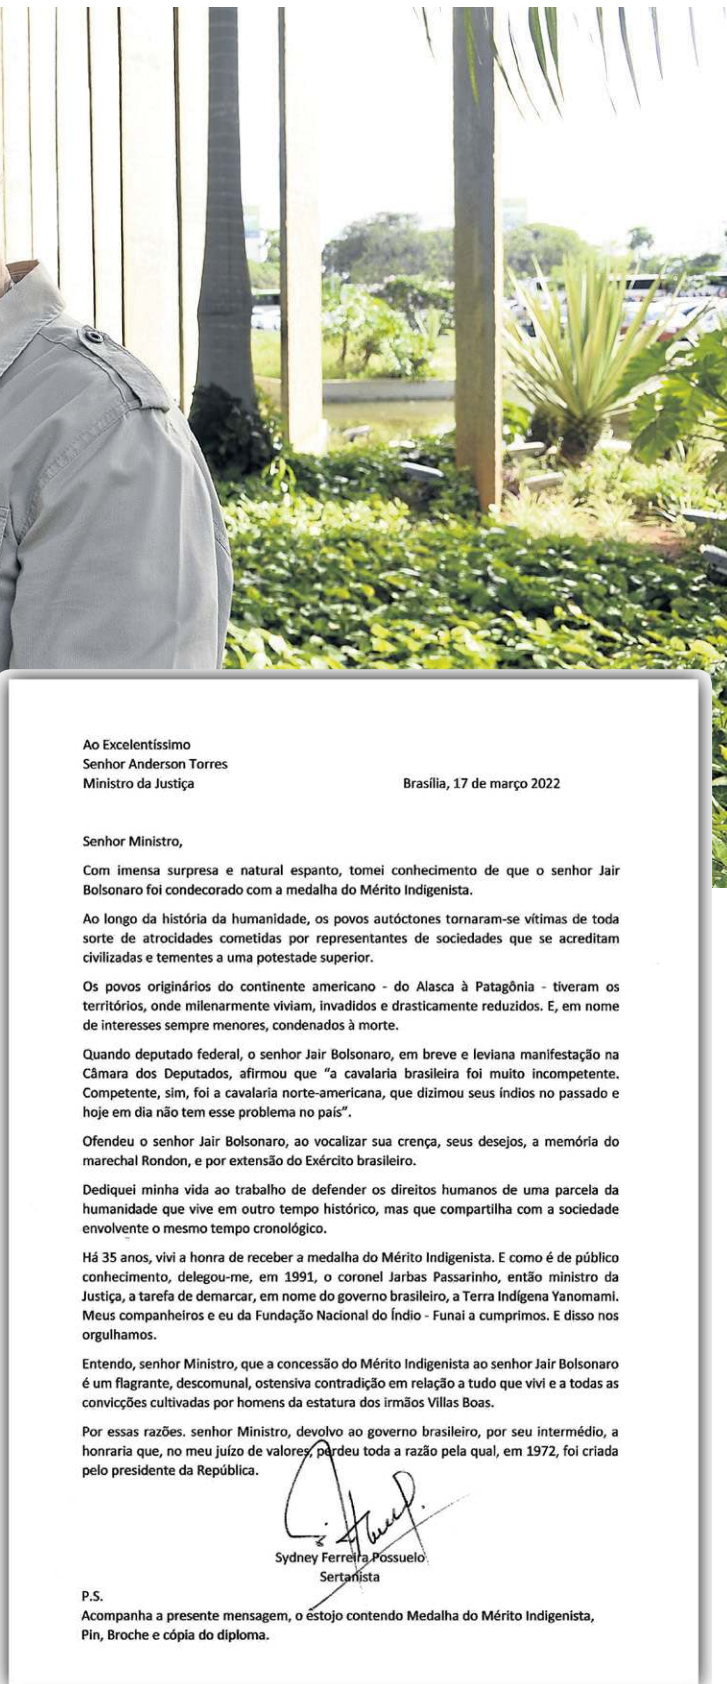 Ao Excelentíssimo
Senhor Anderson Torres
Ministro da Justiça
Brasília, 17 de março 2022
Senhor Ministro,
Com imensa surpresa e natural espanto, tomei conhecimento de que o senhor Jair
Bolsonaro foi condecorado com a medalha do Mérito Indigenista.
Ao longo da história da humanidade, os povos autóctones tornaram-se vítimas de toda
sorte de atrocidades cometidas por representantes de sociedades que se acreditam
civilizadas e tementes a uma potestade superior.
Os povos originários do continente americano - do Alasca à Patagônia - tiveram os
territórios, onde milenarmente viviam, invadidos e drasticamente reduzidos. E, em nome
de interesses sempre menores, condenados à morte.
Quando deputado federal, o senhor Jair Bolsonaro, em breve e leviana manifestação na
Câmara dos Deputados, afirmou que "a cavalaria brasileira foi muito incompetente.
Competente, sim, foi a cavalaria norte-americana, que dizimou seus índios no passado e
hoje em dia não tem esse problema no país".
Ofendeu o senhor Jair Bolsonaro, ao vocalizar sua crença, seus desejos, a memória do
marechal Rondon, e por extensão do Exército brasileiro.
Dediquei minha vida ao trabalho de defender os direitos humanos de uma parcela da
humanidade que vive em outro tempo histórico, mas que compartilha com a sociedade
envolvente o mesmo tempo cronológico.
Há 35 anos, vivi a honra de receber a medalha do Mérito Indigenista. E como é de público
conhecimento, delegou-me, em 1991, o coronel Jarbas Passarinho, então ministro da
Justiça, a tarefa de demarcar, em nome do governo brasileiro, a Terra Indígena Yanomami.
Meus companheiros e eu da Fundação Nacional do Índio - Funai a cumprimos. E disso nos
orgulhamos.
Entendo, senhor Ministro, que a concessão do Mérito Indigenista ao senhor Jair Bolsonaro
é um flagrante, descomunal, ostensiva contradição em relação a tudo que vivi e a todas as
convicções cultivadas por homens da estatura dos irmãos Villas Boas.
Por essas razões. senhor Ministro, devolvo ao governo brasileiro, por seu intermédio, a
honraria que, no meu juízo de valores, perdeu toda a razão pela qual, em 1972, foi criada
pelo presidente da República.
Sydney Ferreira Possuelo
Sertanista
P.S.
Acompanha a presente mensagem, o estojo contendo Medalha do Mérito Indigenista,
Pin, Broche e cópia do diploma.